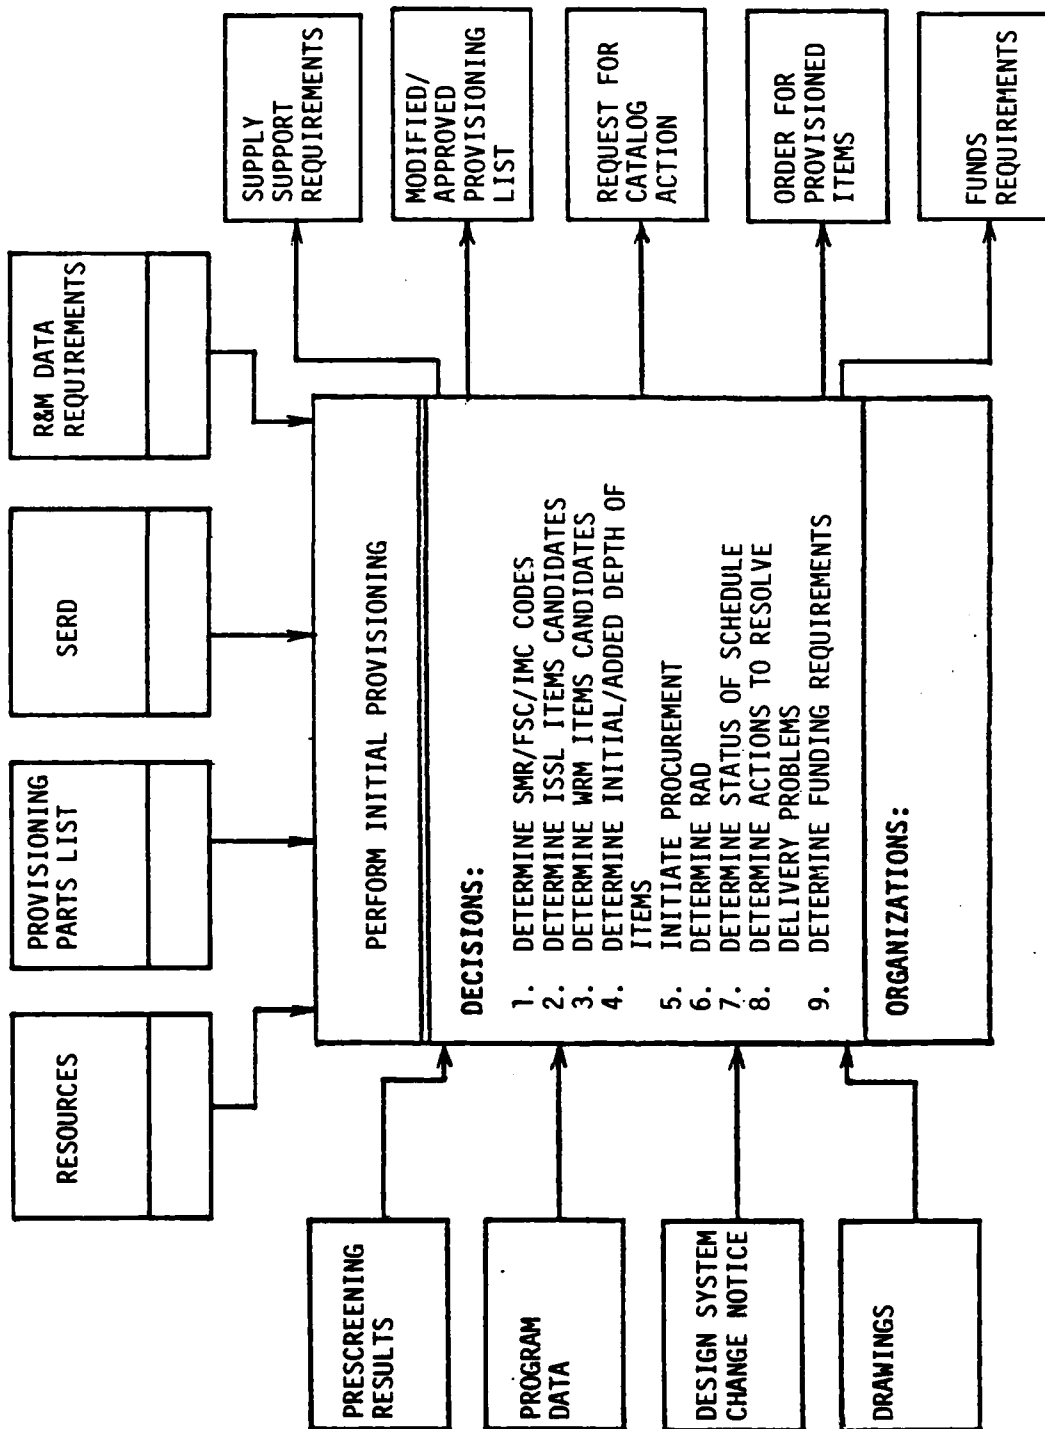 RESOURCES
PROVISIONING
PARTS LIST
SERD
R&M DATA
REQUIREMENTS
PRESCREENING
RESULTS
PROGRAM
DATA
DESIGN SYSTEM
CHANGE NOTICE
DRAWINGS
PERFORM INITIAL PROVISIONING
DECISIONS:
1. DETERMINE SMR/FSC/IMC CODES
2. DETERMINE ISSL ITEMS CANDIDATES
3. DETERMINE WRM ITEMS CANDIDATES
4. DETERMINE INITIAL/ADDED DEPTH OF
ITEMS
5. INITIATE PROCUREMENT
6. DETERMINE RAD
7. DETERMINE STATUS OF SCHEDULE
8. DETERMINE ACTIONS TO RESOLVE
DELIVERY PROBLEMS
9. DETERMINE FUNDING REQUIREMENTS
ORGANIZATIONS:
SUPPLY
SUPPORT
REQUIREMENTS
MODIFIED/
APPROVED
PROVISIONING
LIST
REQUEST FOR
CATALOG
ACTION
ORDER FOR
PROVISIONED
ITEMS
FUNDS
REQUIREMENTS